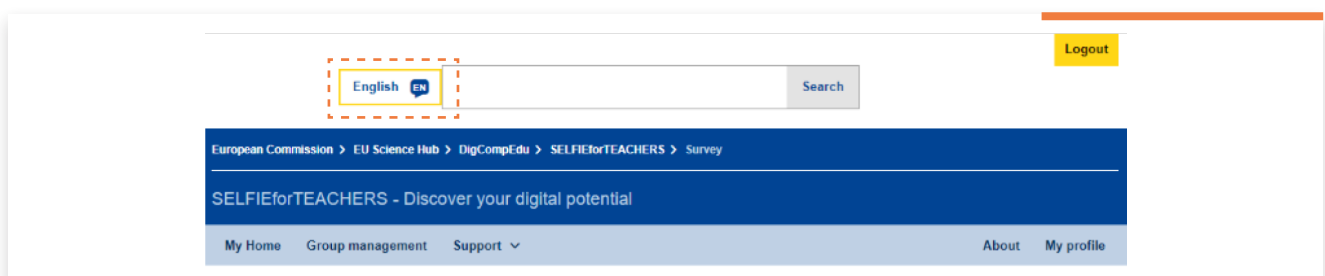 Logout
English EN Search
European Commission > EU Science Hub > DigCompEdu > SELFIEforTEACHERS > Survey
SELFIEforTEACHERS - Discover your digital potential
My Home Group management Support About My profile